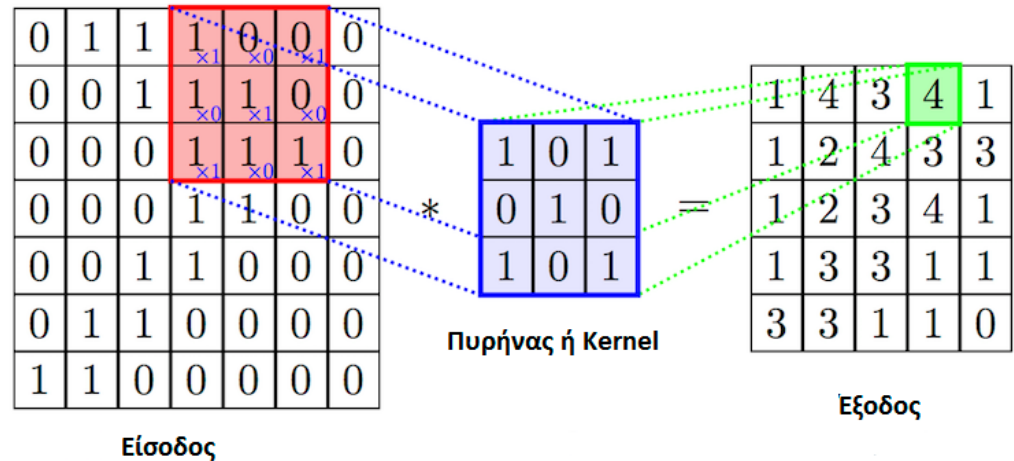 0 1 1 1 0 0 0
×1 ×0 ×1
0 0 1 1 1 0 0
×0 ×1 ×0
0 0 0 1 1 1 0
×1 ×0 ×1
0 0 0 1 1 0 0
0 0 1 1 0 0 0
0 1 1 0 0 0 0
1 1 0 0 0 0 0
Είσοδος
*
1 0 1
0 1 0
1 0 1
Πυρήνας ή Kernel
=
1 4 3 4 1
1 2 4 3 3
1 2 3 4 1
1 3 3 1 1
3 3 1 1 0
Έξοδος